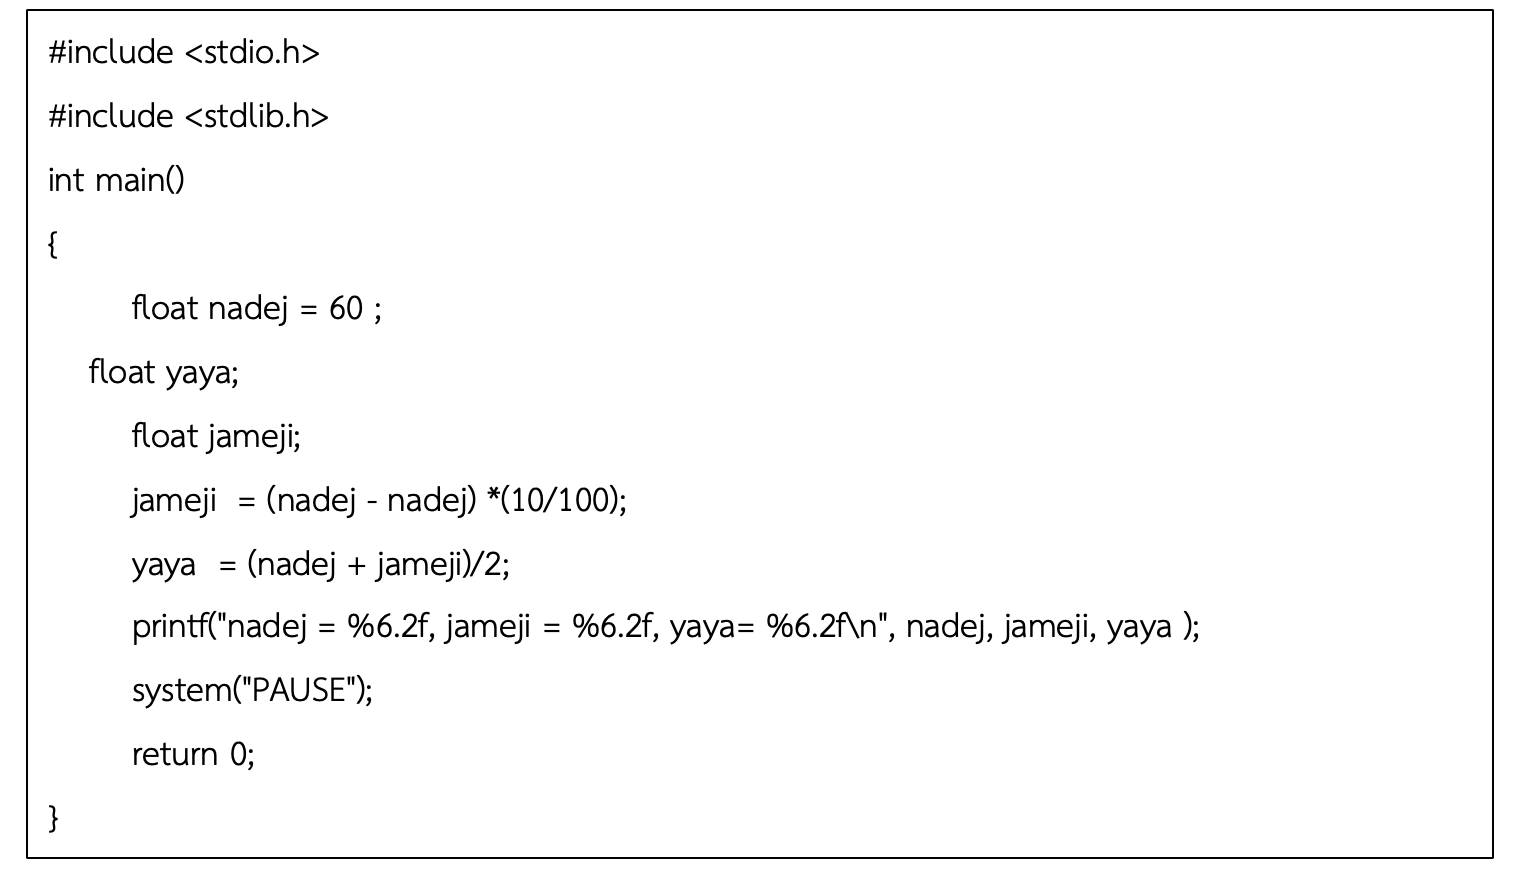 #include <stdio.h>
#include <stdlib.h>
int main()
{
float nadej = 60 ;
float yaya;
float jameji;
jameji  = (nadej - nadej) *(10/100);
yaya  = (nadej + jameji)/2;
printf("nadej = %6.2f, jameji = %6.2f, yaya= %6.2f\n", nadej, jameji, yaya );
system("PAUSE");
return 0;
}